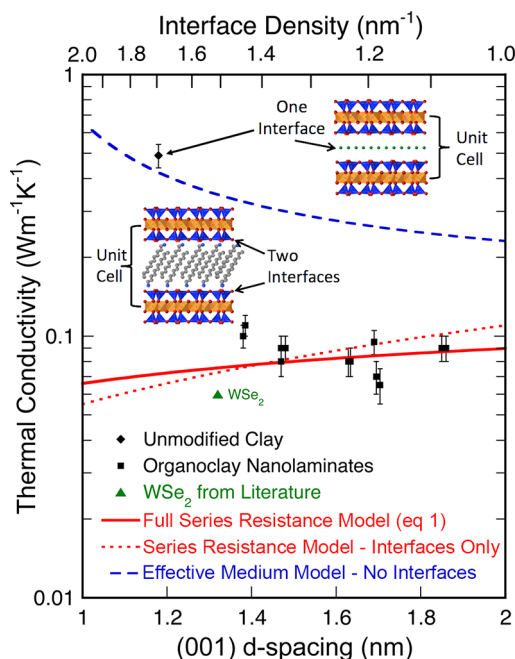 Interface Density (nm⁻¹)
2.0 1.8 1.6 1.4 1.2 1.0
1
One
Interface
Unit
Cell
Unit
Cell
Two
Interfaces
0.1
WSe₂
Unmodified Clay
Organoclay Nanolaminates
WSe₂ from Literature
Full Series Resistance Model (eq 1)
Series Resistance Model - Interfaces Only
Effective Medium Model - No Interfaces
0.01
1 1.2 1.4 1.6 1.8 2
(001) d-spacing (nm)
Thermal Conductivity (Wm⁻¹K⁻¹)